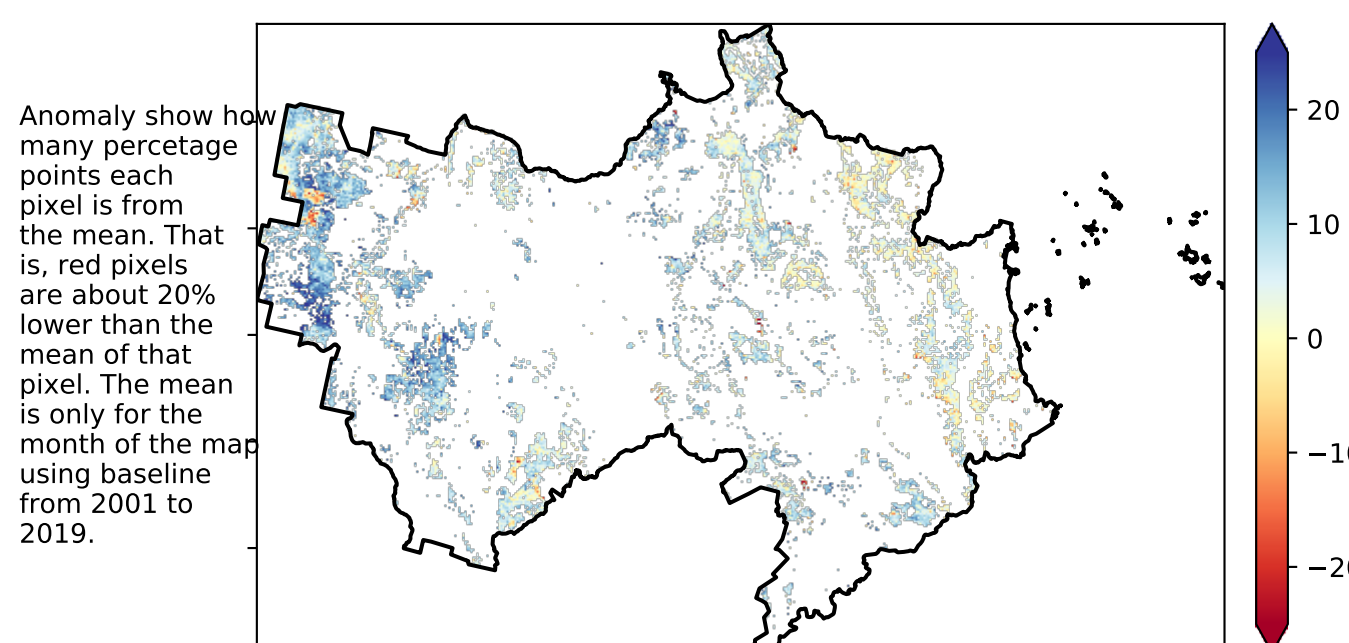 Anomaly show how
many percetage
points each
pixel is from
the mean. That
is, red pixels
are about 20%
lower than the
mean of that
pixel. The mean
is only for the
month of the map
using baseline
from 2001 to
2019.
20
10
0
−10
−20